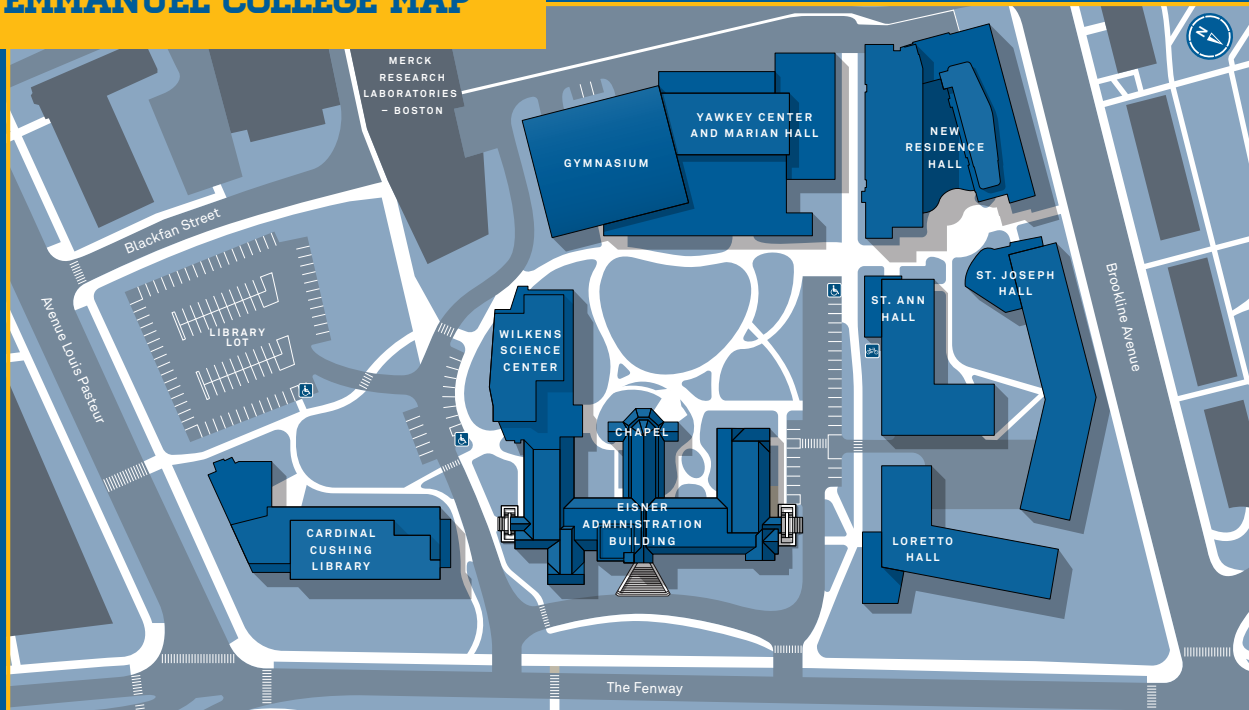 EMMANUEL COLLEGE MAP
MERCK
RESEARCH
LABORATORIES
– BOSTON
N
YAWKEY CENTER
AND MARIAN HALL
GYMNASIUM
NEW
RESIDENCE
HALL
Blackfan Street
ST. JOSEPH
HALL
ST. ANN
HALL
Brookline Avenue
Avenue Louis Pasteur
LIBRARY
LOT
WILKENS
SCIENCE
CENTER
CHAPEL
EISNER
ADMINISTRATION
BUILDING
CARDINAL
CUSHING
LIBRARY
LORETTO
HALL
The Fenway